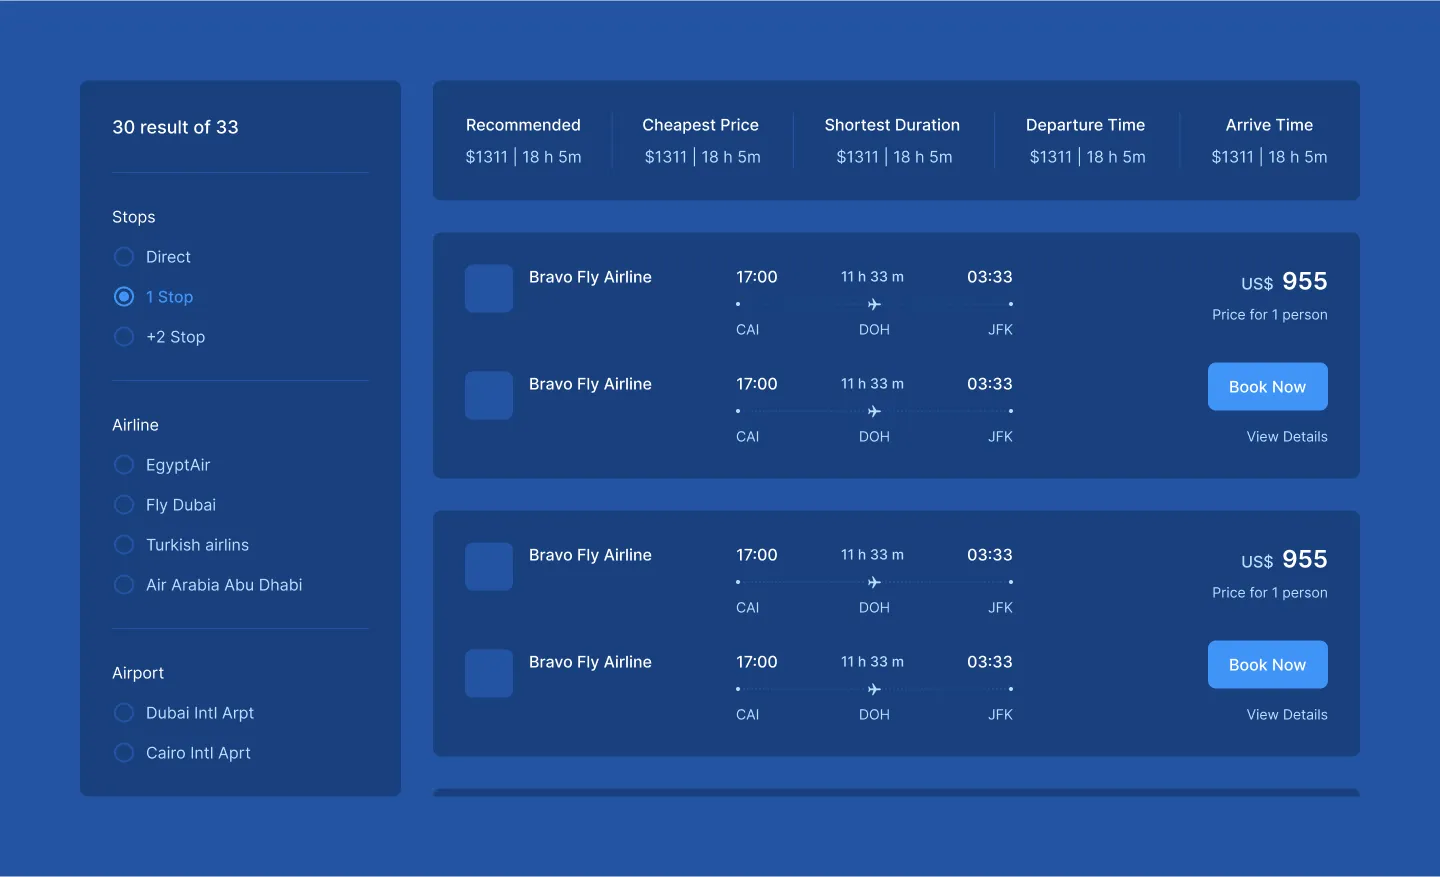 30 result of 33
Stops
Direct
1 Stop
+2 Stop
Airline
EgyptAir
Fly Dubai
Turkish airlins
Air Arabia Abu Dhabi
Airport
Dubai Intl Arpt
Cairo Intl Aprt
Recommended
$1311 | 18 h 5m
Cheapest Price
$1311 | 18 h 5m
Shortest Duration
$1311 | 18 h 5m
Departure Time
$1311 | 18 h 5m
Arrive Time
$1311 | 18 h 5m
Bravo Fly Airline
17:00 11 h 33 m 03:33
CAI DOH JFK
Bravo Fly Airline
17:00 11 h 33 m 03:33
CAI DOH JFK
US$ 955
Price for 1 person
Book Now
View Details
Bravo Fly Airline
17:00 11 h 33 m 03:33
CAI DOH JFK
Bravo Fly Airline
17:00 11 h 33 m 03:33
CAI DOH JFK
US$ 955
Price for 1 person
Book Now
View Details